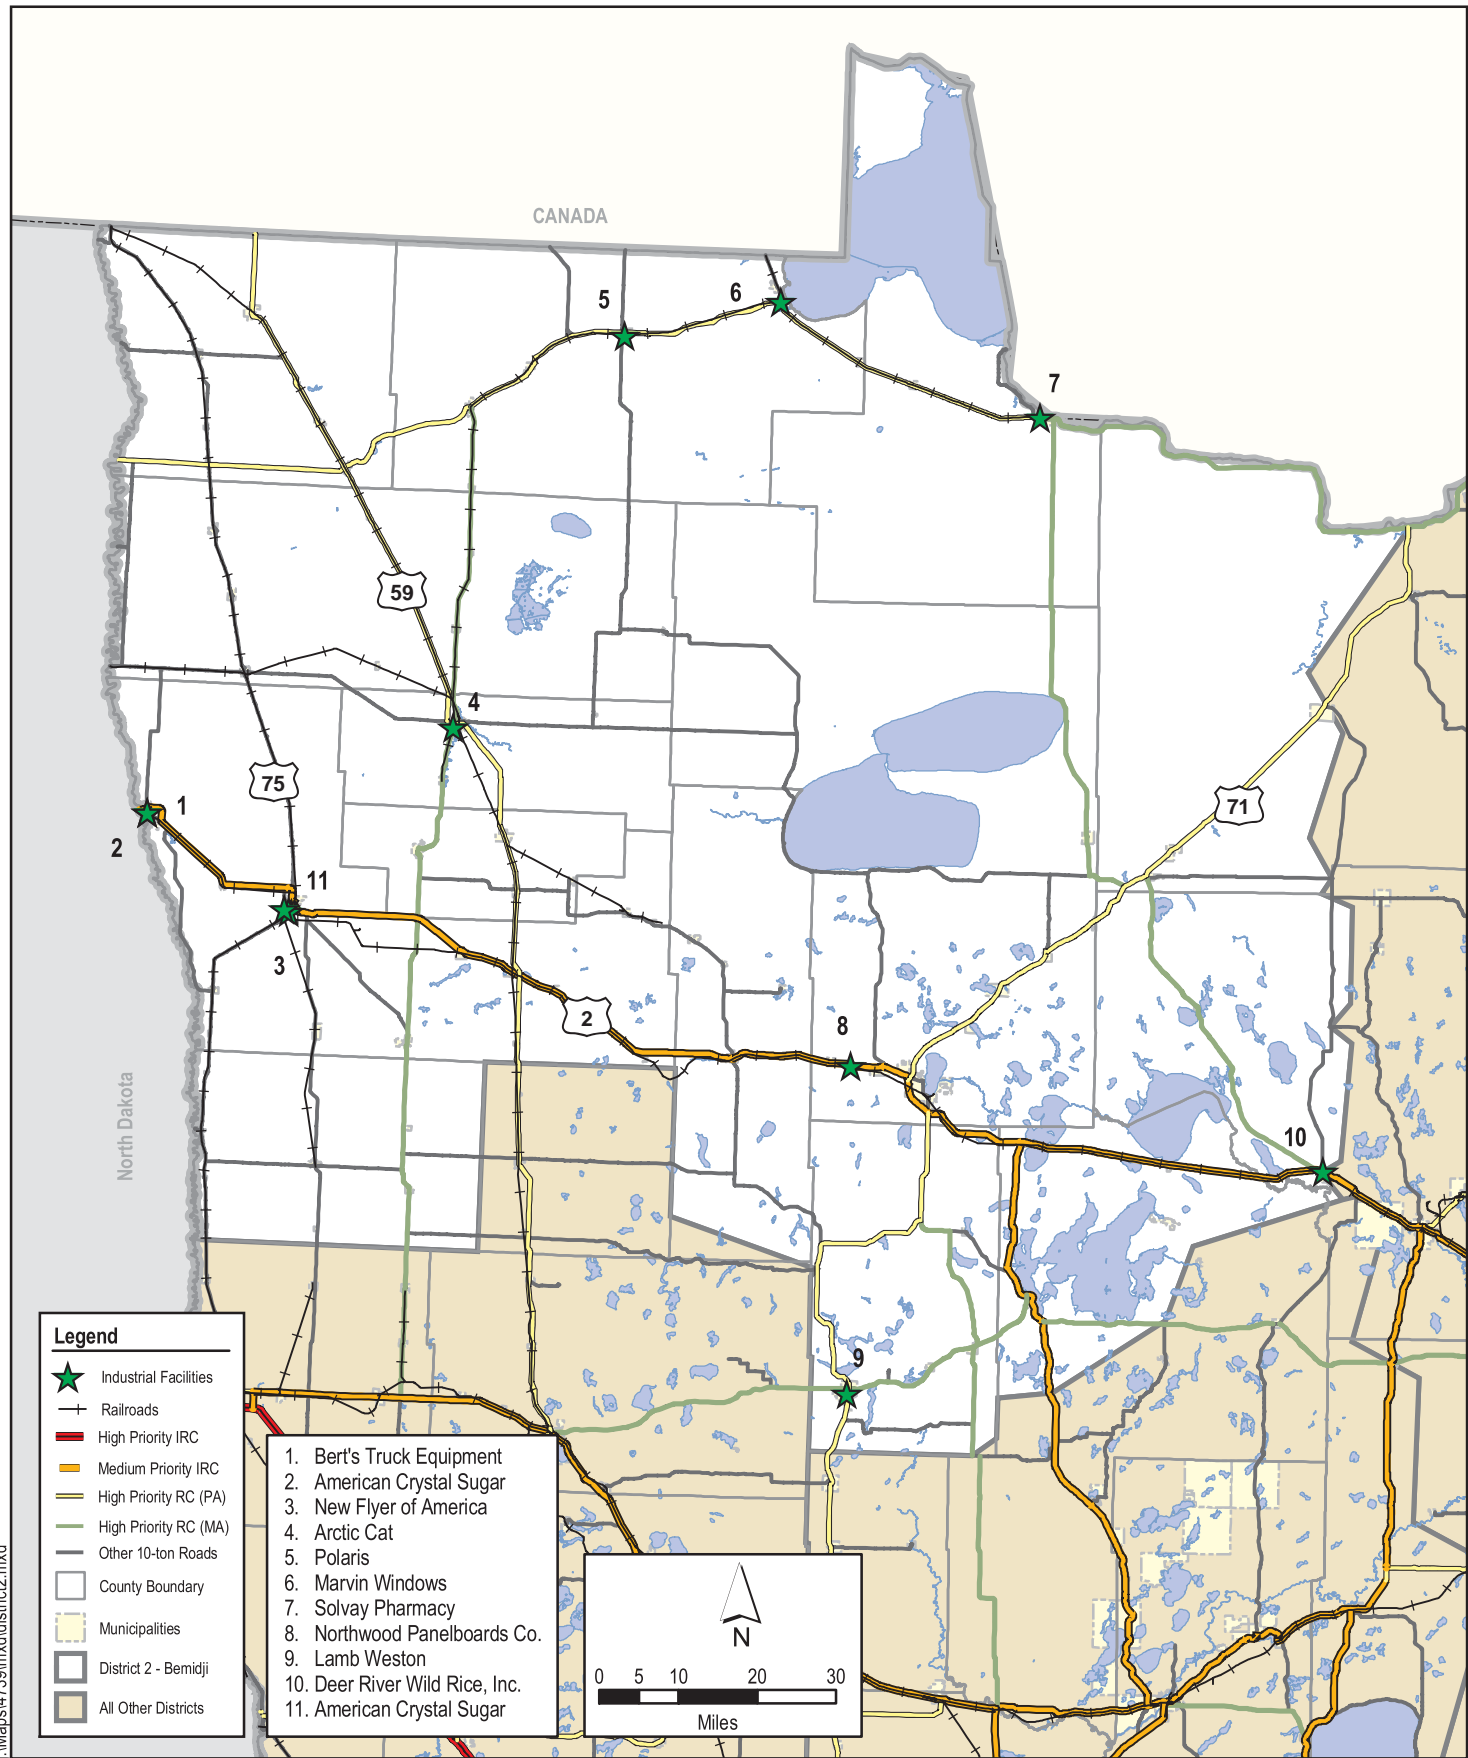 CANADA
5
6
7
59
4
75
1
2
71
11
3
2
8
10
North Dakota
9
Legend
Industrial Facilities
Railroads
High Priority IRC
Medium Priority IRC
High Priority RC (PA)
High Priority RC (MA)
Other 10-ton Roads
County Boundary
Municipalities
District 2 - Bemidji
All Other Districts
1. Bert's Truck Equipment
2. American Crystal Sugar
3. New Flyer of America
4. Arctic Cat
5. Polaris
6. Marvin Windows
7. Solvay Pharmacy
8. Northwood Panelboards Co.
9. Lamb Weston
10. Deer River Wild Rice, Inc.
11. American Crystal Sugar
N
0 5 10 20 30
Miles